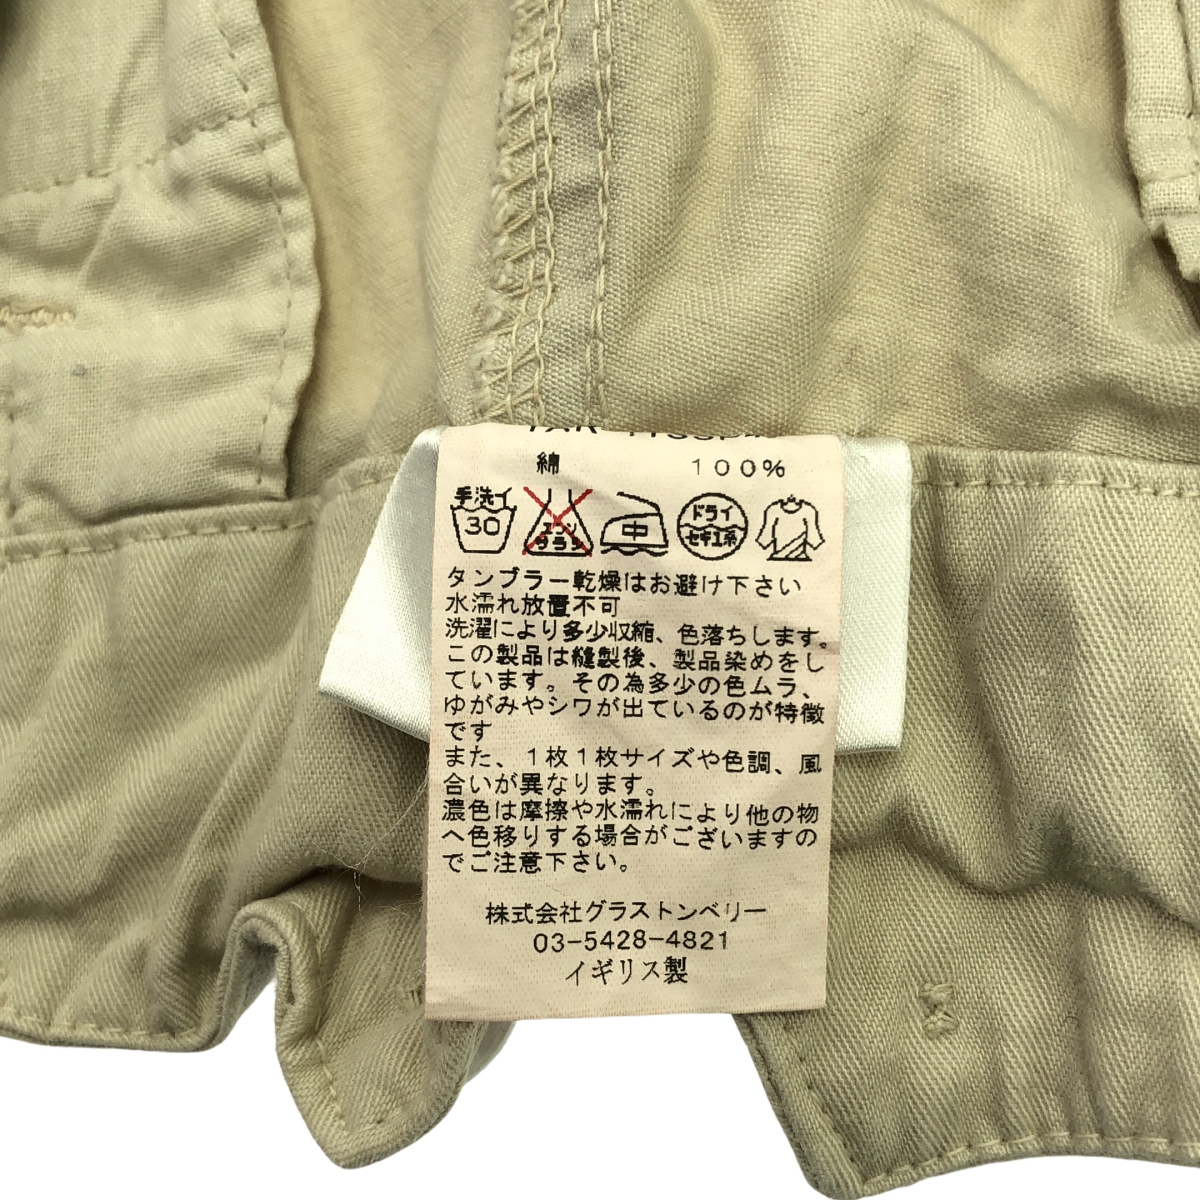 綿 100%
手洗イ
30
エンソ
サラシ
中
ドライ
セキユ系
タンブラー乾燥はお避け下さい
水濡れ放置不可
洗濯により多少収縮、色落ちします。
この製品は縫製後、製品染めをし
ています。その為多少の色ムラ、
ゆがみやシワが出ているのが特徴
です
また、1枚1枚サイズや色調、風
合いが異なります。
濃色は摩擦や水濡れにより他の物
へ色移りする場合がございますの
でご注意下さい。
株式会社グラストンベリー
03-5428-4821
イギリス製